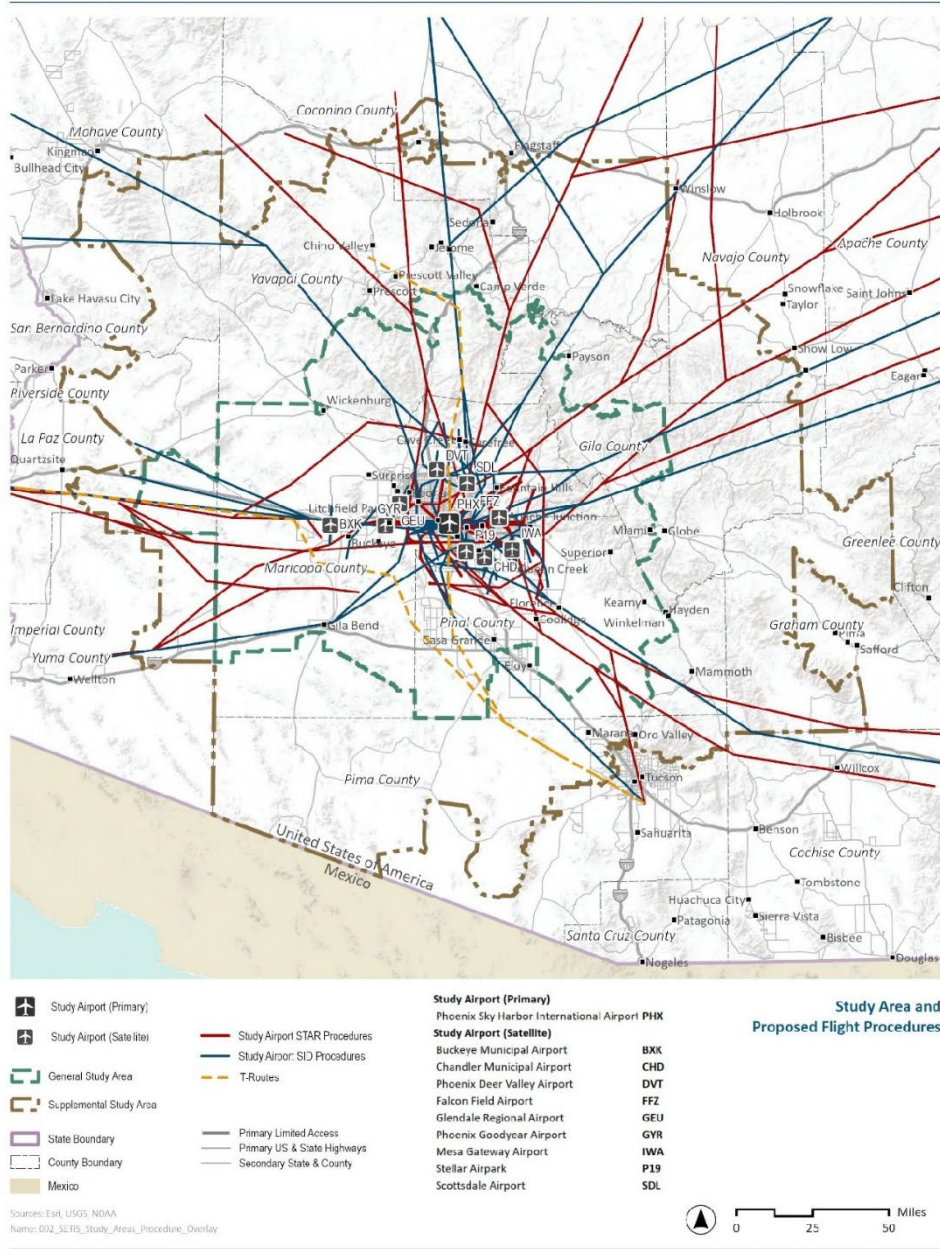 Coconino County
Mohave County
Kingman
Bullhead City
Flagstaff
Winslow
Holbrook
Sedona
Chino Valley
Jerome
Apache County
Navajo County
Yavapai County
Prescott Valley
Camp Verde
Prescott
Lake Havasu City
Snowflake
Taylor
Saint Johns
San Bernardino County
Show Low
Payson
Parker
Eagar
Riverside County
Wickenburg
La Paz County
Carefree
Gila County
Quartzsite
DVT
SDL
Surprise
GYR
PHX
FFZ
GEU
BXK
P19
IWA
Miami
Globe
Buckeye
Superior
Greenlee County
Maricopa County
CHD
Queen Creek
Clifton
Kearny
Hayden
Imperial County
Florence
Coolidge
Winkelman
Graham County
Gila Bend
Pinal County
Casa Grande
Pima
Safford
Yuma County
Eloy
Wellton
Mammoth
Marana
Oro Valley
Willcox
Tucson
Pima County
Sahuarita
Benson
United States of America
Mexico
Cochise County
Tombstone
Huachuca City
Sierra Vista
Patagonia
Santa Cruz County
Bisbee
Nogales
Douglas
Study Airport (Primary)
Study Airport (Satellite)
General Study Area
Supplemental Study Area
State Boundary
County Boundary
Mexico
Study Airport STAR Procedures
Study Airport SID Procedures
T-Routes
Primary Limited Access
Primary US & State Highways
Secondary State & County
Study Airport (Primary)
Phoenix Sky Harbor International Airport PHX
Study Airport (Satellite)
Buckeye Municipal Airport BXK
Chandler Municipal Airport CHD
Phoenix Deer Valley Airport DVT
Falcon Field Airport FFZ
Glendale Regional Airport GEU
Phoenix Goodyear Airport GYR
Mesa Gateway Airport IWA
Stellar Airpark P19
Scottsdale Airport SDL
Study Area and
Proposed Flight Procedures
Miles
0 25 50
Sources: Esri, USGS, NOAA
Name: 002_SETIS_Study_Areas_Procedure_Overlay